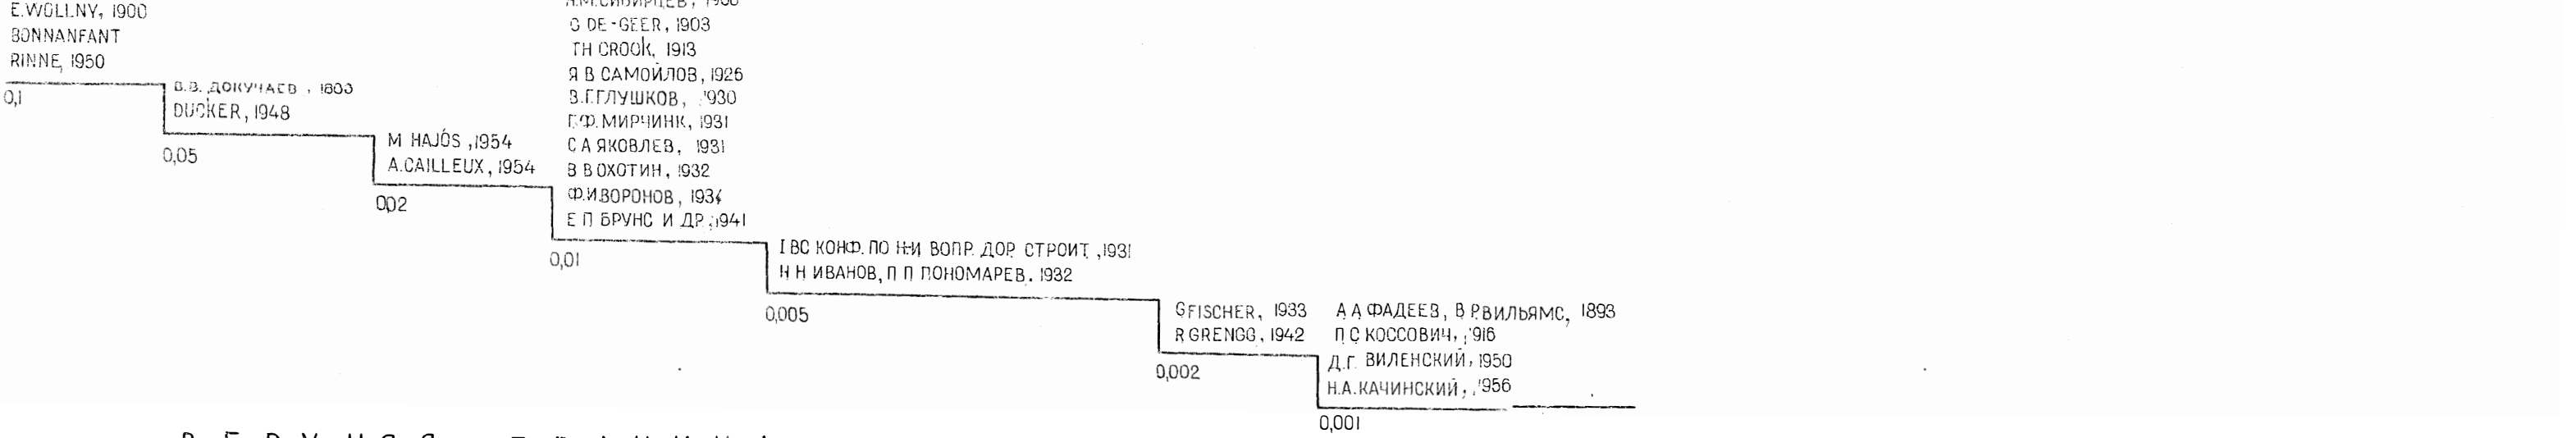 E.WOLLNY, 1900
BONNANFANT
RINNE, 1950
0,1
В.В. ДОКУЧАЕВ,
DUCKER, 1948
0,05
M HAJÓS, 1954
A.CAILLEUX, 1954
0,02
G DE-GEER, 1903
TH CROOK, 1913
Я В САМОЙЛОВ, 1926
В.Г.ГЛУШКОВ, 1930
Г.Ф.МИРЧИНК, 1931
С А ЯКОВЛЕВ, 1931
В В ОХОТИН, 1932
Ф.И.ВОРОНОВ, 1934
Е П БРУНС И ДР., 1941
0,01
I ВС КОНФ. ПО Н-И ВОПР. ДОР. СТРОИТ., 1931
Н Н ИВАНОВ, П П ПОНОМАРЕВ. 1932
0,005
G FISCHER, 1933
R GRENGG, 1942
0,002
А А ФАДЕЕВ, В Р.ВИЛЬЯМС, 1893
П С КОССОВИЧ, 1916
Д.Г. ВИЛЕНСКИЙ, 1950
Н.А.КАЧИНСКИЙ, 1956
0,001